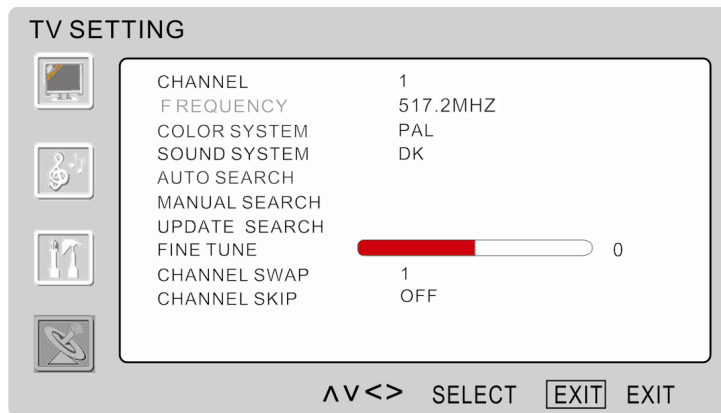 TV SETTING
CHANNEL 1
FREQUENCY 517.2MHZ
COLOR SYSTEM PAL
SOUND SYSTEM DK
AUTO SEARCH
MANUAL SEARCH
UPDATE SEARCH
FINE TUNE 0
CHANNEL SWAP 1
CHANNEL SKIP OFF
∧∨<> SELECT EXIT EXIT